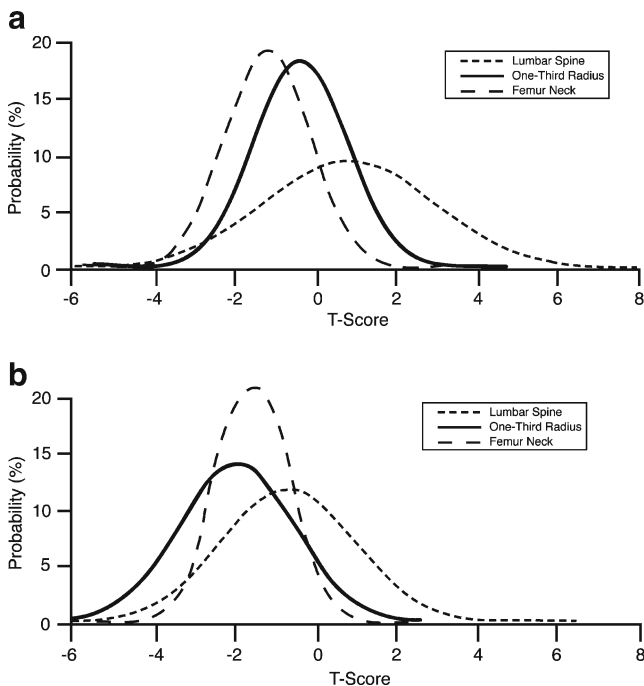 a
20
15
10
5
0
Probability (%)
Lumbar Spine
One-Third Radius
Femur Neck
-6 -4 -2 0 2 4 6 8
T-Score
b
20
15
10
5
0
Probability (%)
Lumbar Spine
One-Third Radius
Femur Neck
-6 -4 -2 0 2 4 6 8
T-Score